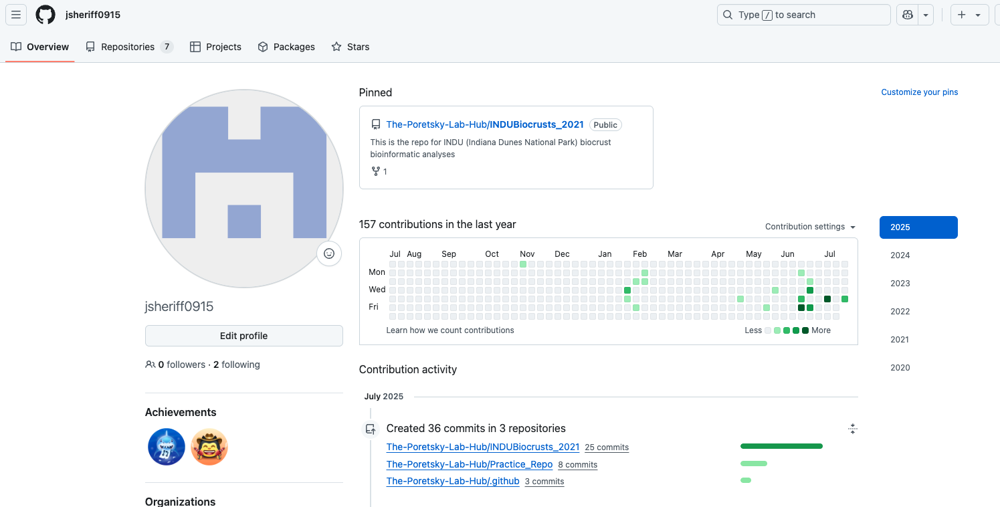 jsheriff0915
Type / to search
Overview
Repositories 7
Projects
Packages
Stars
Pinned
Customize your pins
The-Poretsky-Lab-Hub/INDUBiocrusts_2021 Public
This is the repo for INDU (Indiana Dunes National Park) biocrust
bioinformatic analyses
1
157 contributions in the last year
Contribution settings
Jul Aug Sep Oct Nov Dec Jan Feb Mar Apr May Jun Jul
Mon
Wed
Fri
Learn how we count contributions
Less More
2025
2024
2023
2022
2021
2020
jsheriff0915
Edit profile
0 followers · 2 following
Achievements
Organizations
Contribution activity
July 2025
Created 36 commits in 3 repositories
The-Poretsky-Lab-Hub/INDUBiocrusts_2021 25 commits
The-Poretsky-Lab-Hub/Practice_Repo 8 commits
The-Poretsky-Lab-Hub/.github 3 commits